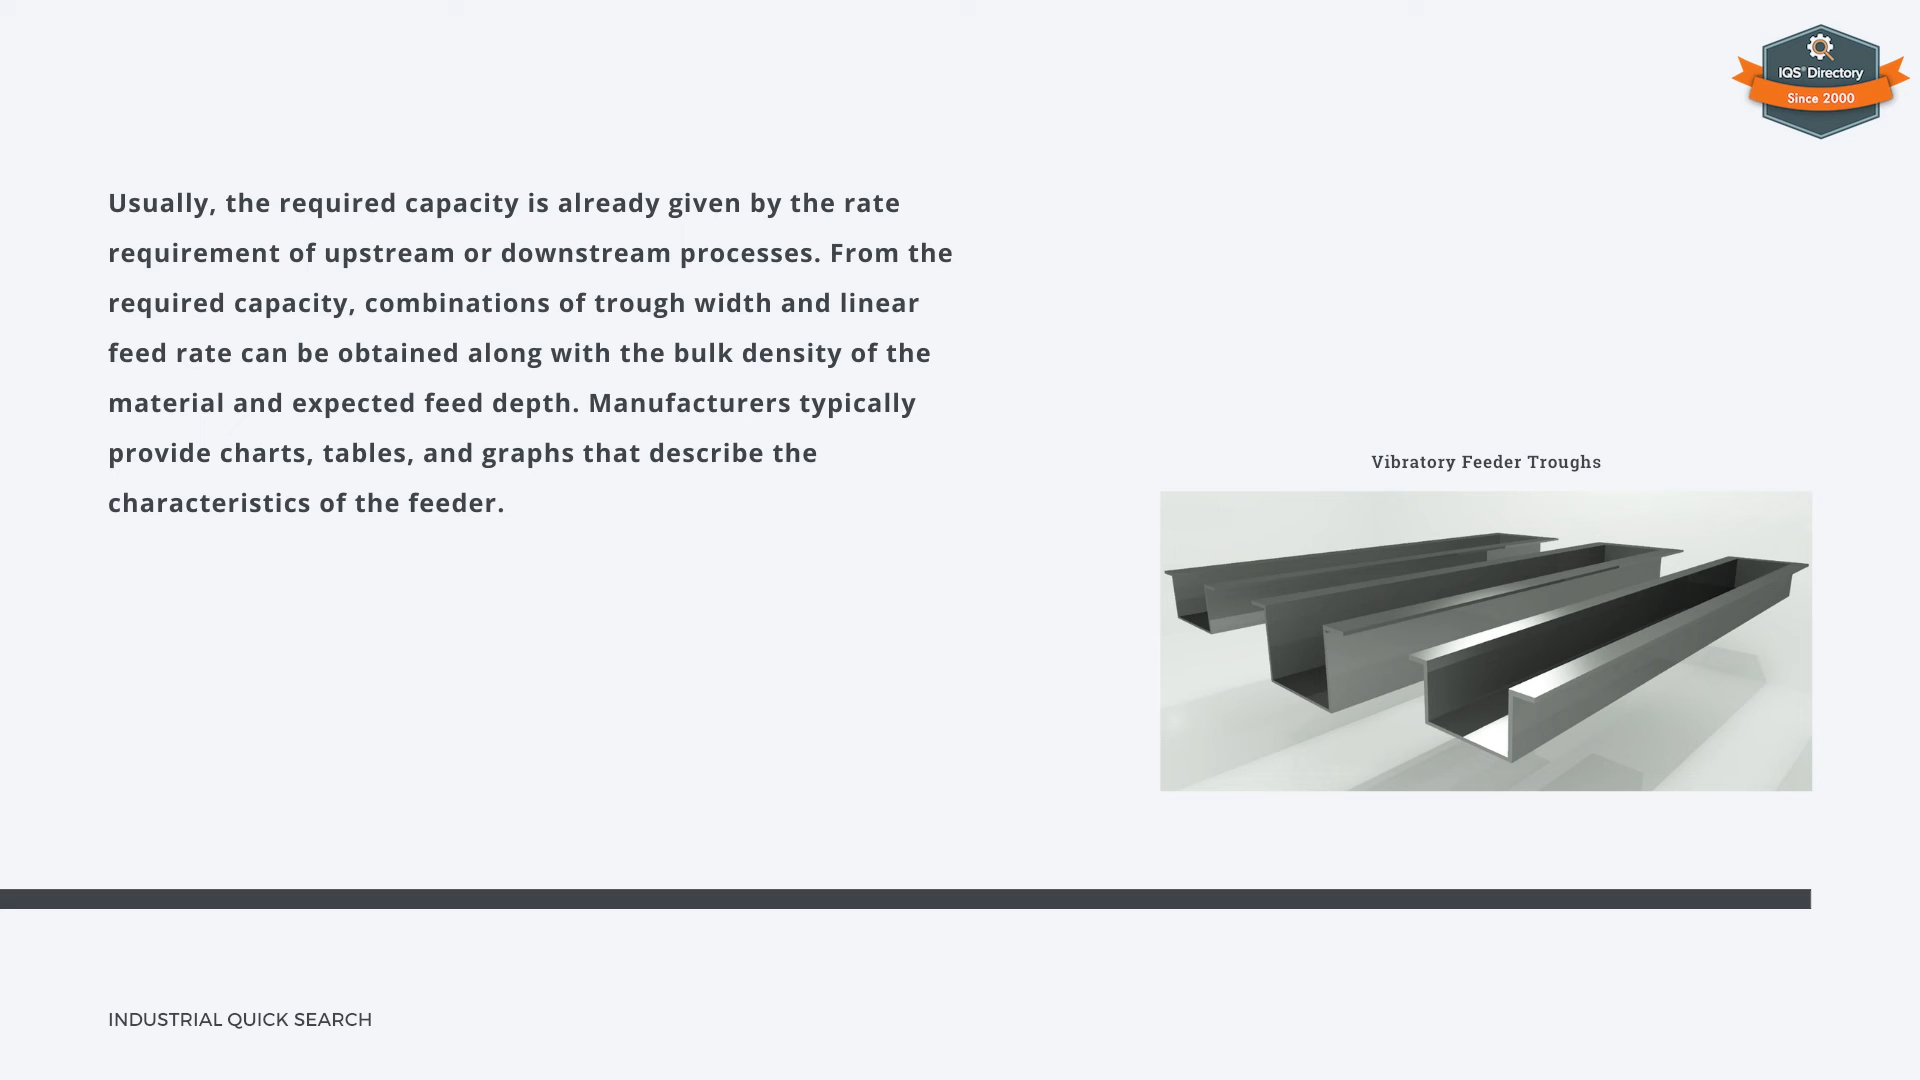 IQS® Directory
Since 2000
Usually, the required capacity is already given by the rate
requirement of upstream or downstream processes. From the
required capacity, combinations of trough width and linear
feed rate can be obtained along with the bulk density of the
material and expected feed depth. Manufacturers typically
provide charts, tables, and graphs that describe the
characteristics of the feeder.
Vibratory Feeder Troughs
INDUSTRIAL QUICK SEARCH